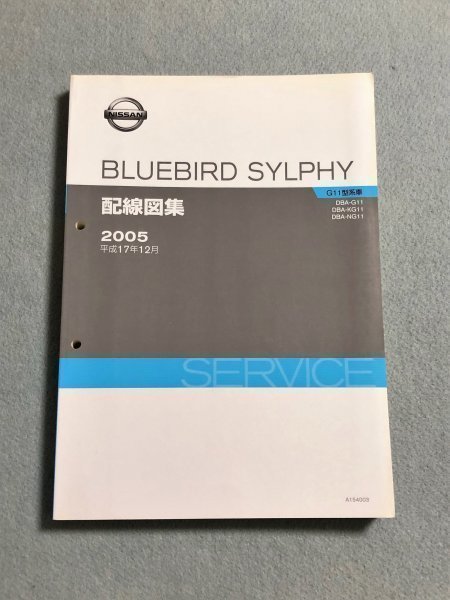 NISSAN
BLUEBIRD SYLPHY
G11型系車
DBA-G11
DBA-KG11
DBA-NG11
配線図集
2005
平成17年12月
SERVICE
A154003